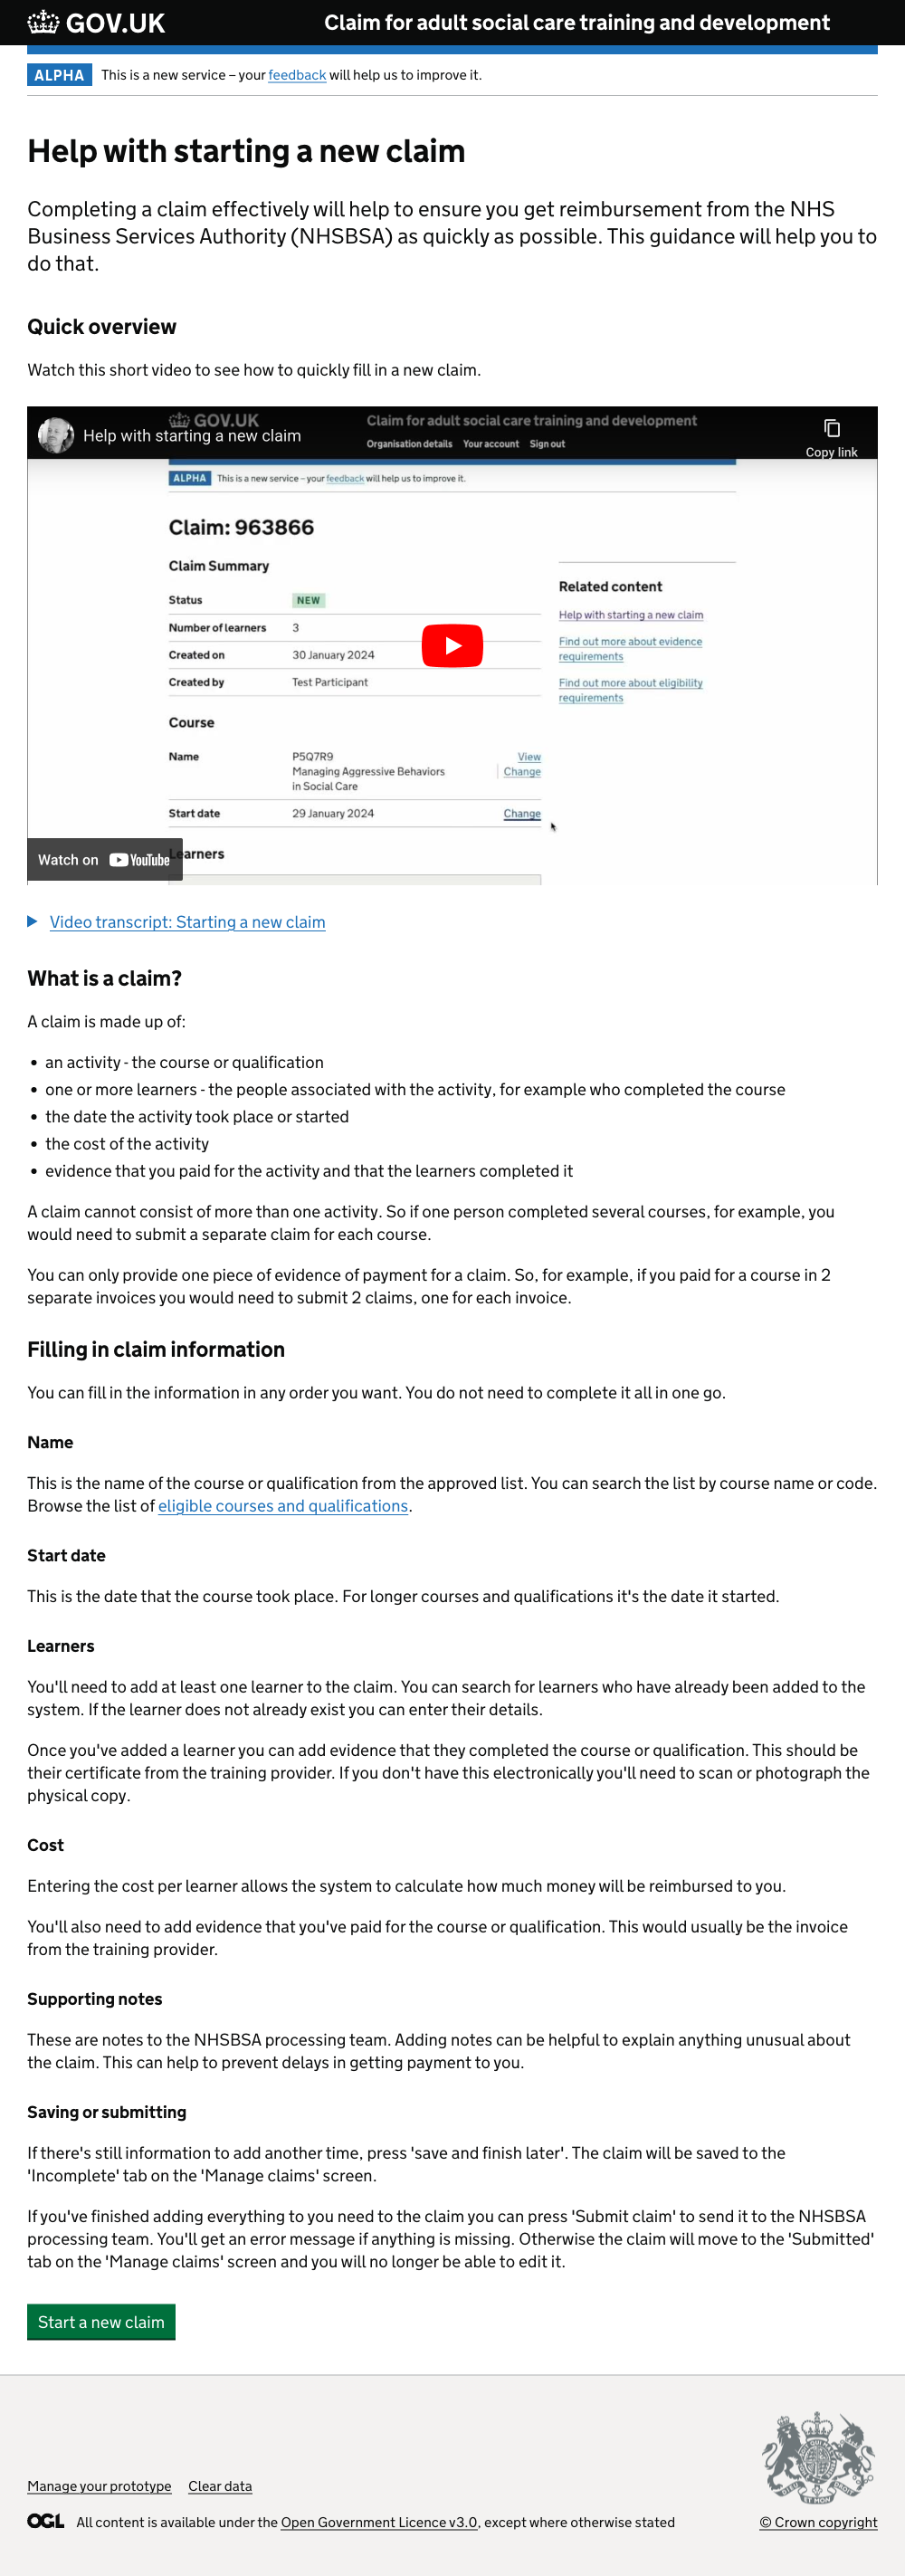 GOV.UK
Claim for adult social care training and development
ALPHA
This is a new service – your feedback will help us to improve it.
Help with starting a new claim
Completing a claim effectively will help to ensure you get reimbursement from the NHS
Business Services Authority (NHSBSA) as quickly as possible. This guidance will help you to
do that.
Quick overview
Watch this short video to see how to quickly fill in a new claim.
GOV.UK
Claim for adult social care training and development
Help with starting a new claim
Organisation details Your account Sign out
Copy link
ALPHA This is a new service – your feedback will help us to improve it.
Claim: 963866
Claim Summary
Status NEW
Number of learners 3
Created on 30 January 2024
Created by Test Participant
Related content
Help with starting a new claim
Find out more about evidence
requirements
Find out more about eligibility
requirements
Course
Name P5Q7R9 View
Managing Aggressive Behaviors Change
in Social Care
Start date 29 January 2024 Change
Learners
Watch on YouTube
Video transcript: Starting a new claim
What is a claim?
A claim is made up of:
• an activity - the course or qualification
• one or more learners - the people associated with the activity, for example who completed the course
• the date the activity took place or started
• the cost of the activity
• evidence that you paid for the activity and that the learners completed it
A claim cannot consist of more than one activity. So if one person completed several courses, for example, you
would need to submit a separate claim for each course.
You can only provide one piece of evidence of payment for a claim. So, for example, if you paid for a course in 2
separate invoices you would need to submit 2 claims, one for each invoice.
Filling in claim information
You can fill in the information in any order you want. You do not need to complete it all in one go.
Name
This is the name of the course or qualification from the approved list. You can search the list by course name or code.
Browse the list of eligible courses and qualifications.
Start date
This is the date that the course took place. For longer courses and qualifications it's the date it started.
Learners
You'll need to add at least one learner to the claim. You can search for learners who have already been added to the
system. If the learner does not already exist you can enter their details.
Once you've added a learner you can add evidence that they completed the course or qualification. This should be
their certificate from the training provider. If you don't have this electronically you'll need to scan or photograph the
physical copy.
Cost
Entering the cost per learner allows the system to calculate how much money will be reimbursed to you.
You'll also need to add evidence that you've paid for the course or qualification. This would usually be the invoice
from the training provider.
Supporting notes
These are notes to the NHSBSA processing team. Adding notes can be helpful to explain anything unusual about
the claim. This can help to prevent delays in getting payment to you.
Saving or submitting
If there's still information to add another time, press 'save and finish later'. The claim will be saved to the
'Incomplete' tab on the 'Manage claims' screen.
If you've finished adding everything to you need to the claim you can press 'Submit claim' to send it to the NHSBSA
processing team. You'll get an error message if anything is missing. Otherwise the claim will move to the 'Submitted'
tab on the 'Manage claims' screen and you will no longer be able to edit it.
Start a new claim
Manage your prototype Clear data
OGL All content is available under the Open Government Licence v3.0, except where otherwise stated
© Crown copyright